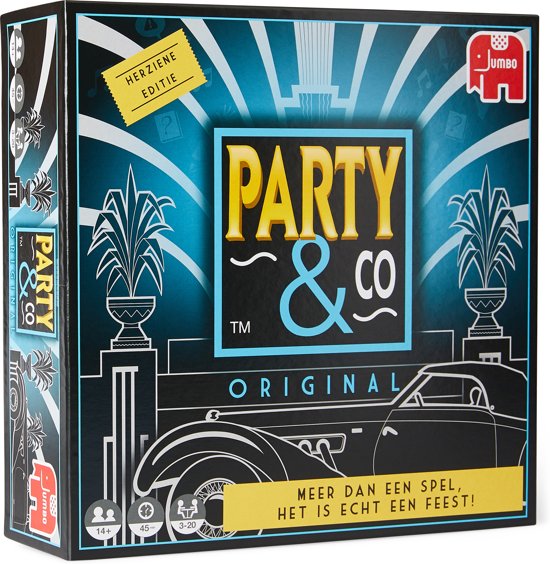 HERZIENE
EDITIE
JUMBO
PARTY
& CO
TM
ORIGINAL
MEER DAN EEN SPEL,
HET IS ECHT EEN FEEST!
14+
45-
3-20
PARTY
& CO
TM
ORIGINAL
JUMBO